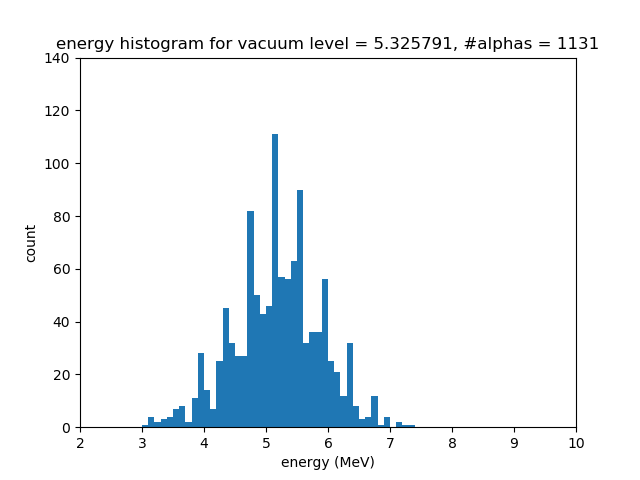 energy histogram for vacuum level = 5.325791, #alphas = 1131
140
120
100
80
60
40
20
0
count
2 3 4 5 6 7 8 9 10
energy (MeV)